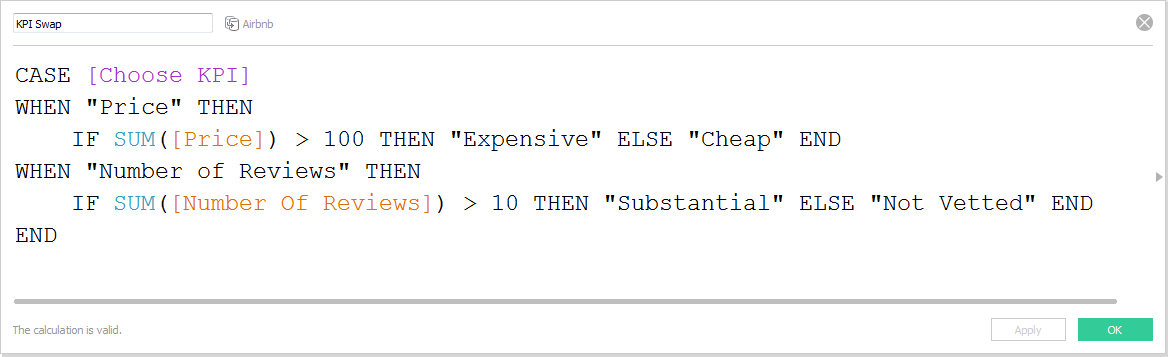 KPI Swap Airbnb
CASE [Choose KPI]
WHEN "Price" THEN
IF SUM([Price]) > 100 THEN "Expensive" ELSE "Cheap" END
WHEN "Number of Reviews" THEN
IF SUM([Number Of Reviews]) > 10 THEN "Substantial" ELSE "Not Vetted" END
END
The calculation is valid. Apply OK